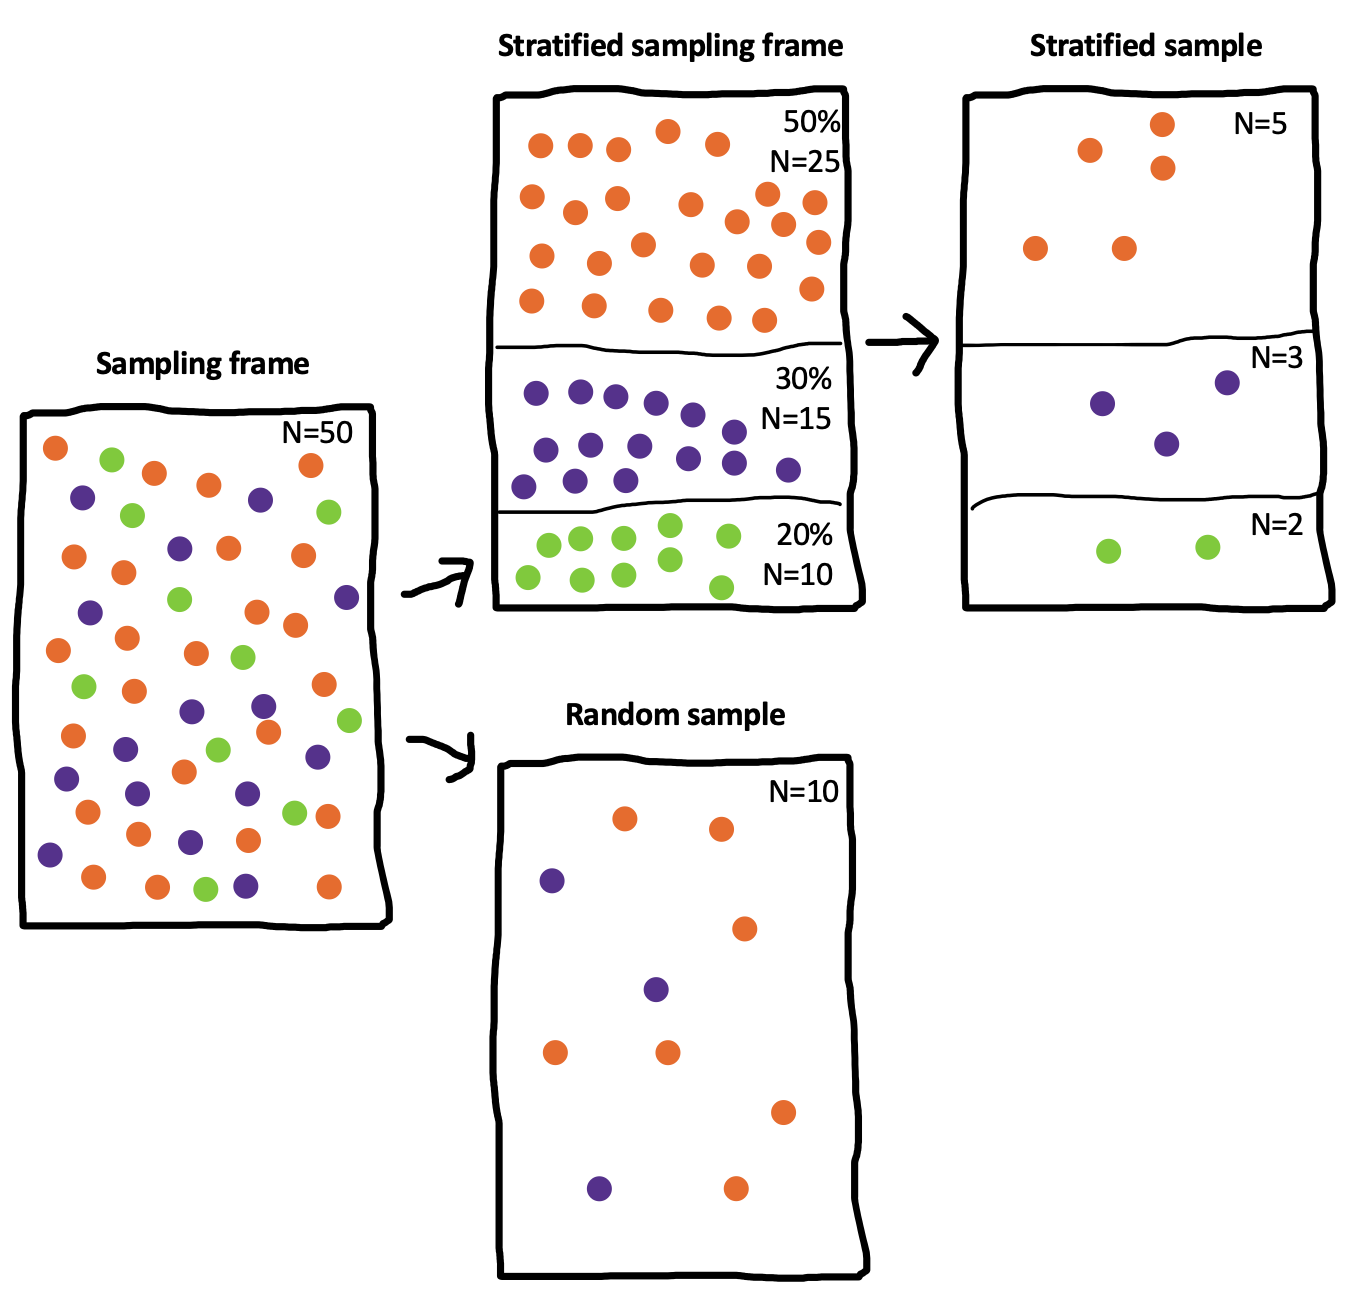 Sampling frame
N=50
Stratified sampling frame
50%
N=25
30%
N=15
20%
N=10
Stratified sample
N=5
N=3
N=2
Random sample
N=10